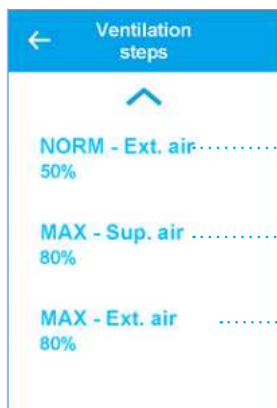 Ventilation
steps
NORM - Ext. air
50%
MAX - Sup. air
80%
MAX - Ext. air
80%